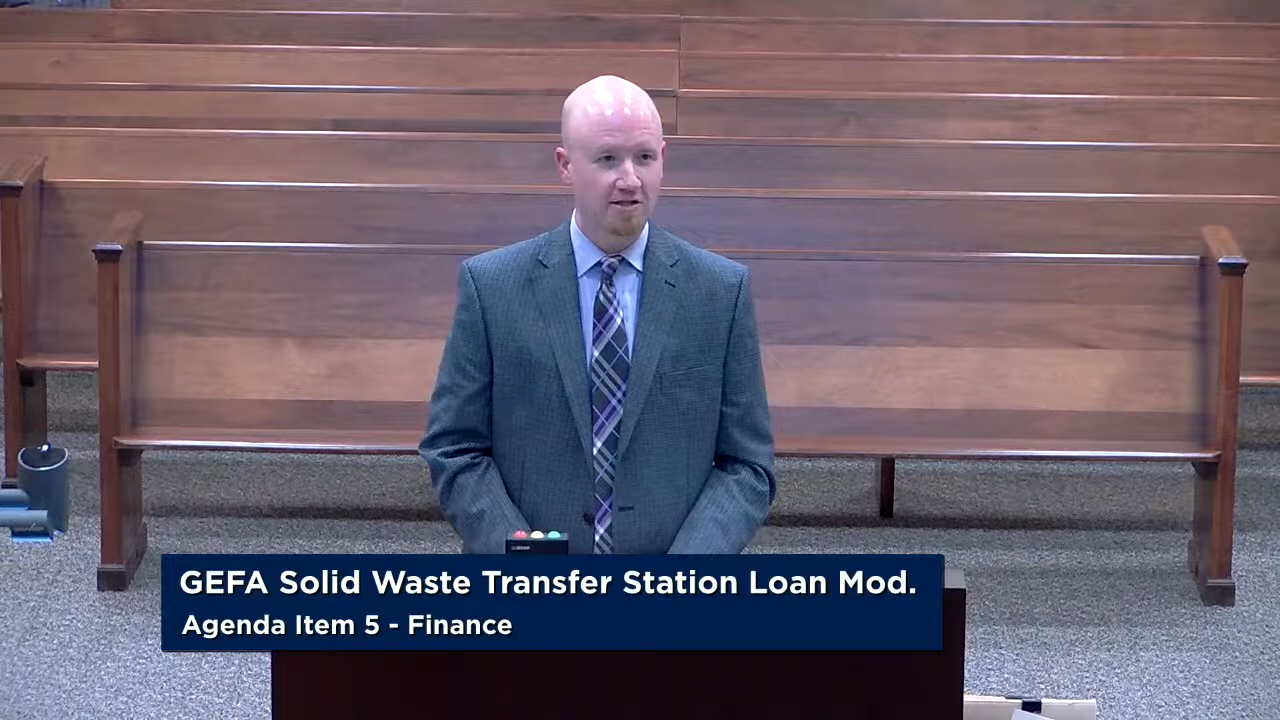 GEFA Solid Waste Transfer Station Loan Mod.
Agenda Item 5 - Finance